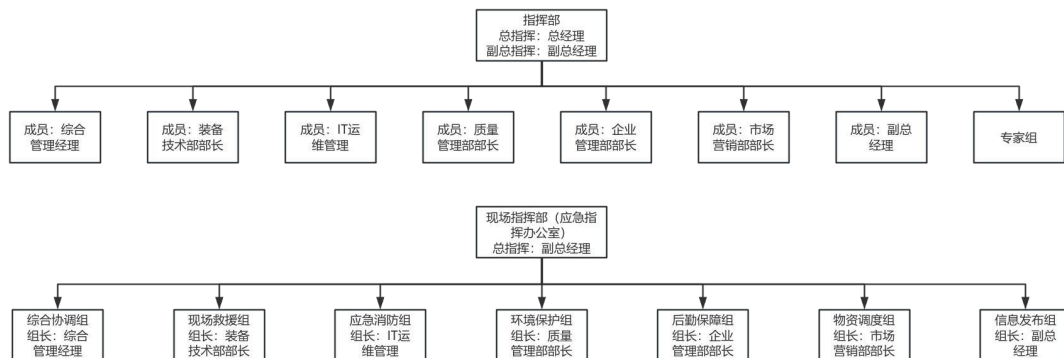 指挥部
总指挥：总经理
副总指挥：副总经理
成员：综合
管理经理
成员：装备
技术部部长
成员：IT运
维管理
成员：质量
管理部部长
成员：企业
管理部部长
成员：市场
营销部部长
成员：副总
经理
专家组
现场指挥部（应急指
挥办公室）
总指挥：副总经理
综合协调组
组长：综合
管理经理
现场救援组
组长：装备
技术部部长
应急消防组
组长：IT运
维管理
环境保护组
组长：质量
管理部部长
后勤保障组
组长：企业
管理部部长
物资调度组
组长：市场
营销部部长
信息发布组
组长：副总
经理